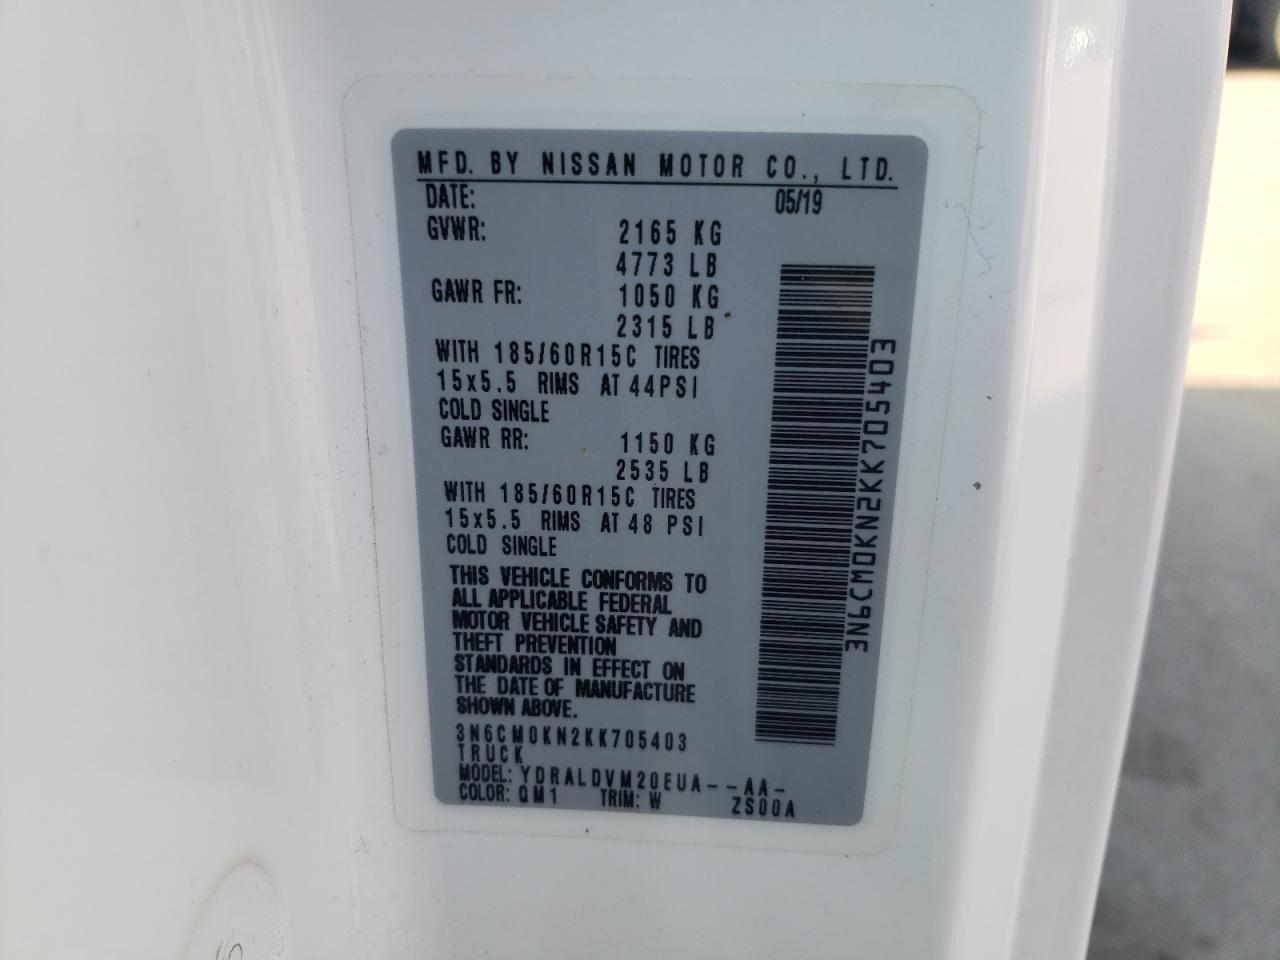 MFD. BY NISSAN MOTOR CO., LTD.
DATE: 05/19
GVWR: 2165 KG
4773 LB
GAWR FR: 1050 KG
2315 LB
WITH 185/60R15C TIRES
15x5.5 RIMS AT 44PSI
COLD SINGLE
GAWR RR: 1150 KG
2535 LB
WITH 185/60R15C TIRES
15x5.5 RIMS AT 48 PSI
COLD SINGLE
THIS VEHICLE CONFORMS TO
ALL APPLICABLE FEDERAL
MOTOR VEHICLE SAFETY AND
THEFT PREVENTION
STANDARDS IN EFFECT ON
THE DATE OF MANUFACTURE
SHOWN ABOVE.
3N6CM0KN2KK705403
TRUCK
MODEL: YDRALDVM20EUA--AA-
COLOR: QM1 TRIM: W ZS00A
3N6CM0KN2KK705403